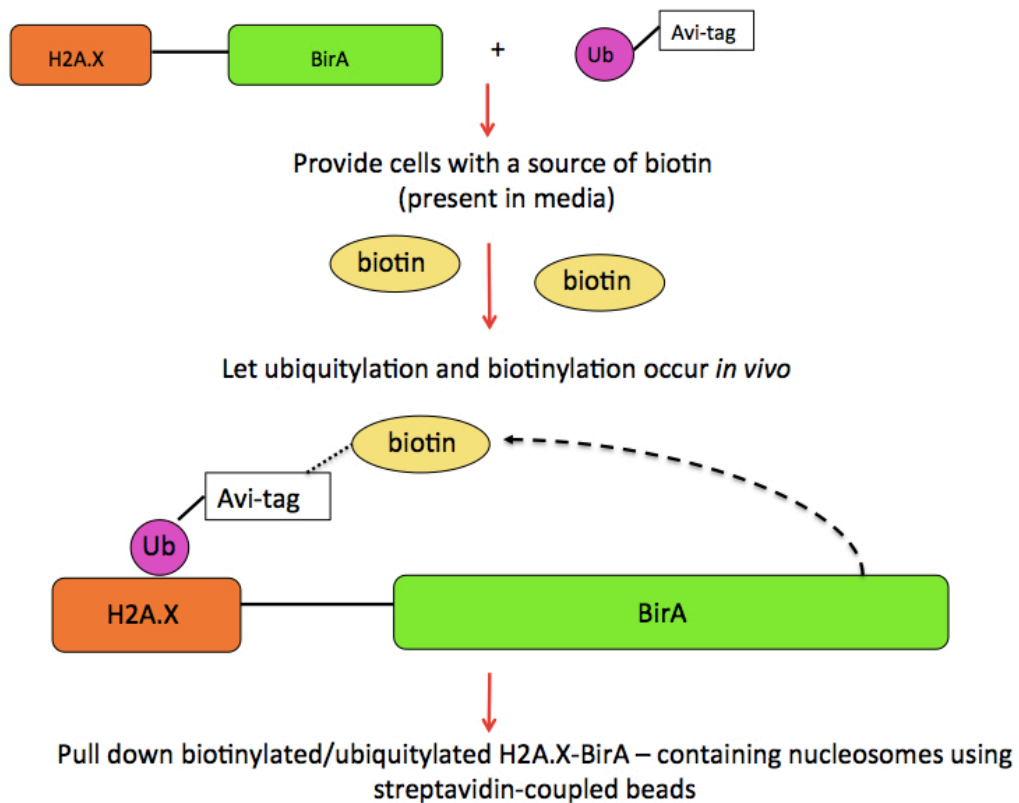 H2A.X
BirA
+
Ub
Avi-tag
Provide cells with a source of biotin
(present in media)
biotin
biotin
Let ubiquitylation and biotinylation occur in vivo
biotin
Avi-tag
Ub
H2A.X
BirA
Pull down biotinylated/ubiquitylated H2A.X-BirA – containing nucleosomes using
streptavidin-coupled beads